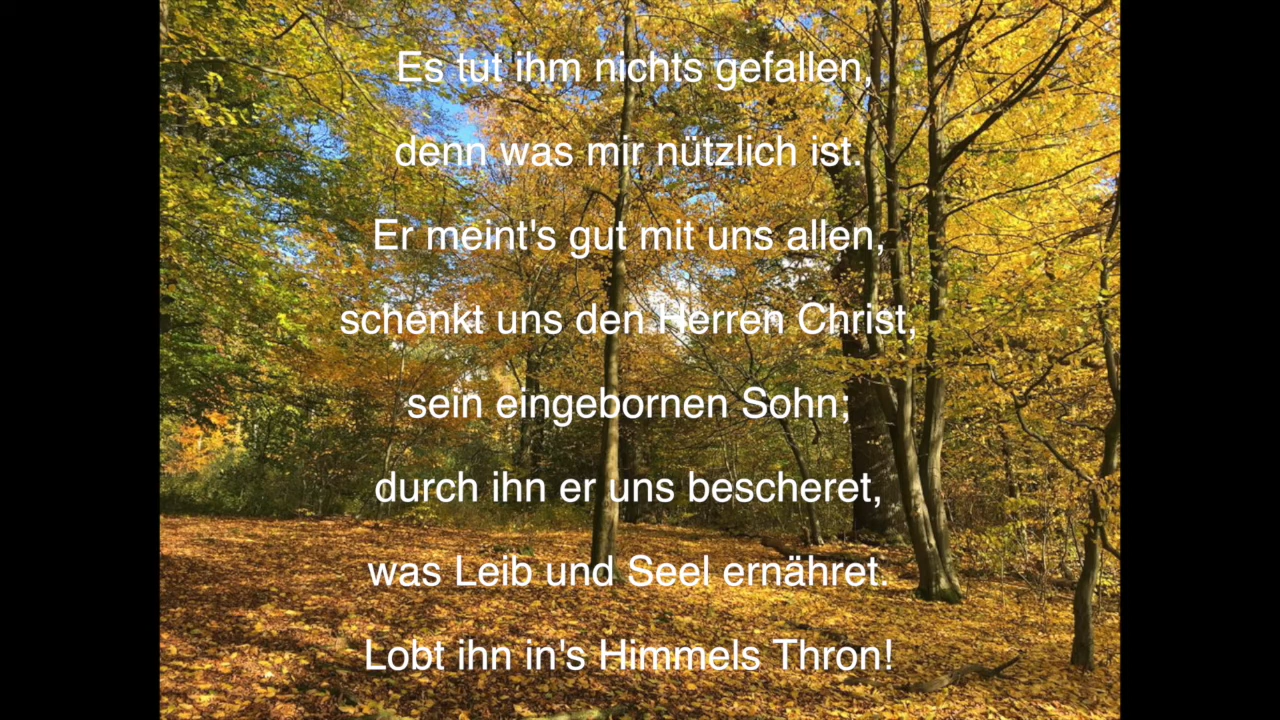 Es tut ihm nichts gefallen,
denn was mir nützlich ist.
Er meint's gut mit uns allen,
schenkt uns den Herren Christ,
sein eingebornen Sohn;
durch ihn er uns bescheret,
was Leib und Seel ernähret.
Lobt ihn in's Himmels Thron!